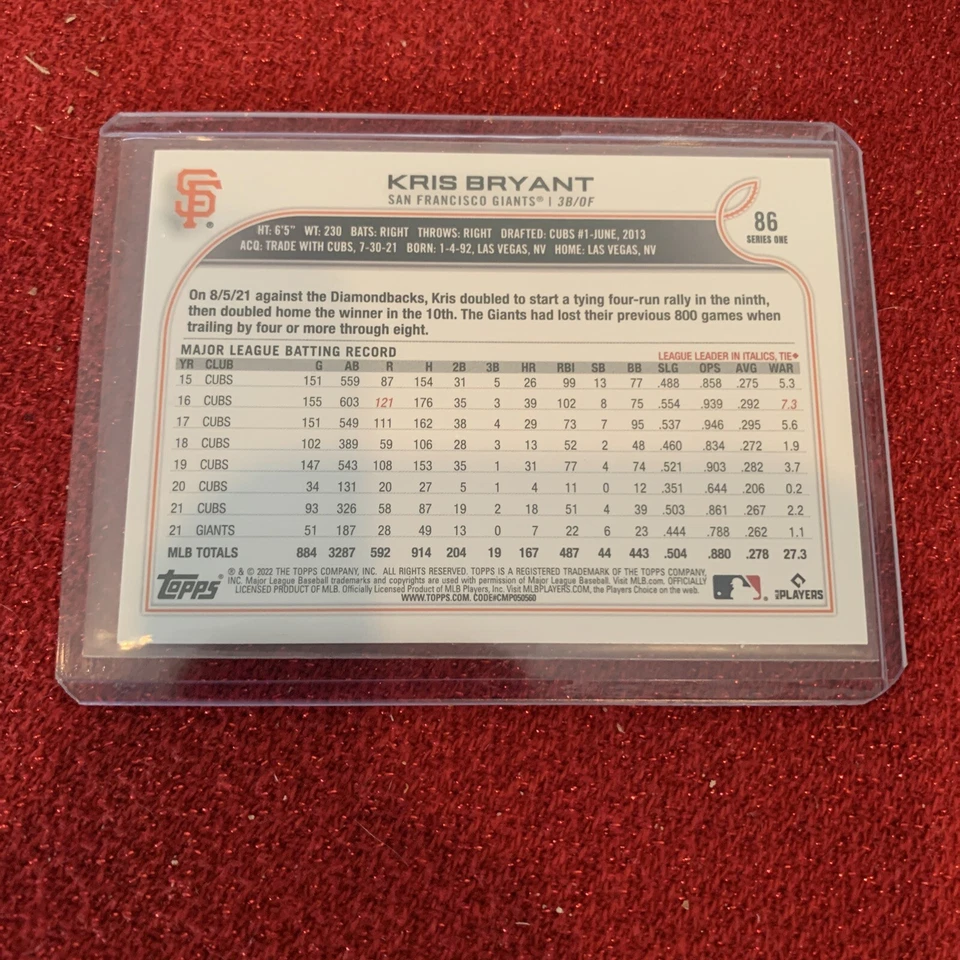 SF®
KRIS BRYANT
SAN FRANCISCO GIANTS® | 3B/OF
86
SERIES ONE
HT: 6'5" WT: 230 BATS: RIGHT THROWS: RIGHT DRAFTED: CUBS #1-JUNE, 2013
ACQ: TRADE WITH CUBS, 7-30-21 BORN: 1-4-92, LAS VEGAS, NV HOME: LAS VEGAS, NV
On 8/5/21 against the Diamondbacks, Kris doubled to start a tying four-run rally in the ninth,
then doubled home the winner in the 10th. The Giants had lost their previous 800 games when
trailing by four or more through eight.
MAJOR LEAGUE BATTING RECORD LEAGUE LEADER IN ITALICS, TIE◆
YR CLUB G AB R H 2B 3B HR RBI SB BB SLG OPS AVG WAR
15 CUBS 151 559 87 154 31 5 26 99 13 77 .488 .858 .275 5.3
16 CUBS 155 603 121 176 35 3 39 102 8 75 .554 .939 .292 7.3
17 CUBS 151 549 111 162 38 4 29 73 7 95 .537 .946 .295 5.6
18 CUBS 102 389 59 106 28 3 13 52 2 48 .460 .834 .272 1.9
19 CUBS 147 543 108 153 35 1 31 77 4 74 .521 .903 .282 3.7
20 CUBS 34 131 20 27 5 1 4 11 0 12 .351 .644 .206 0.2
21 CUBS 93 326 58 87 19 2 18 51 4 39 .503 .861 .267 2.2
21 GIANTS 51 187 28 49 13 0 7 22 6 23 .444 .788 .262 1.1
MLB TOTALS 884 3287 592 914 204 19 167 487 44 443 .504 .880 .278 27.3
topps®
® & © 2022 THE TOPPS COMPANY, INC. ALL RIGHTS RESERVED. TOPPS IS A REGISTERED TRADEMARK OF THE TOPPS COMPANY,
INC. Major League Baseball trademarks and copyrights are used with permission of Major League Baseball. Visit MLB.com. OFFICIALLY
LICENSED PRODUCT OF MLB. Officially Licensed Product of MLB Players, Inc. Visit MLBPLAYERS.com, the Players Choice on the web.
WWW.TOPPS.COM. CODE#CMP050560
MLB PLAYERS